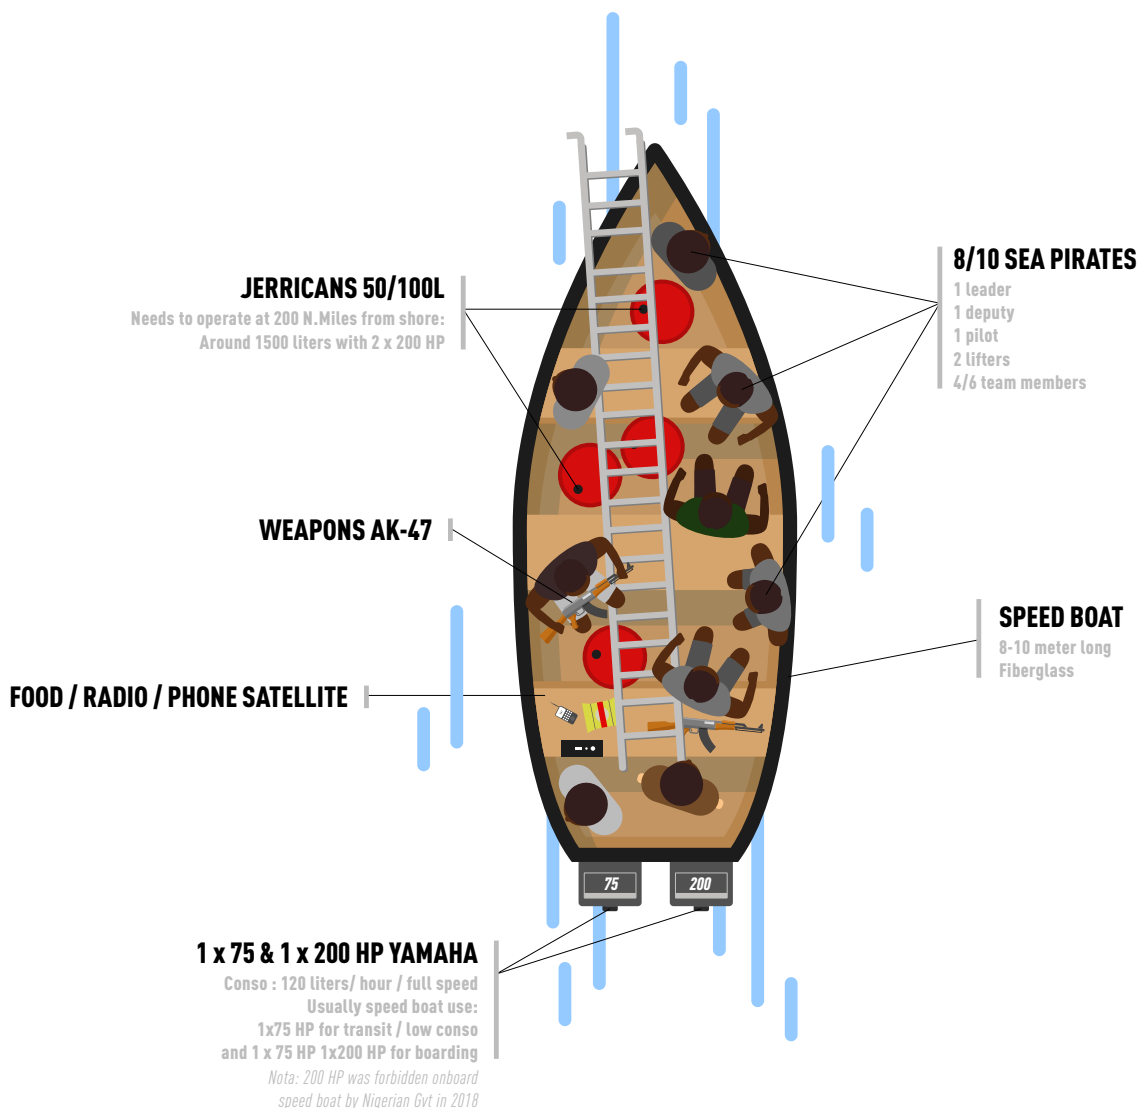 8/10 SEA PIRATES
1 leader
1 deputy
1 pilot
2 lifters
4/6 team members
JERRICANS 50/100L
Needs to operate at 200 N.Miles from shore:
Around 1500 liters with 2 x 200 HP
WEAPONS AK-47
SPEED BOAT
8-10 meter long
Fiberglass
FOOD / RADIO / PHONE SATELLITE
75
200
1 x 75 & 1 x 200 HP YAMAHA
Conso : 120 liters/ hour / full speed
Usually speed boat use:
1x75 HP for transit / low conso
and 1 x 75 HP 1x200 HP for boarding
Nota: 200 HP was forbidden onboard
speed boat by Nigerian Gvt in 2018